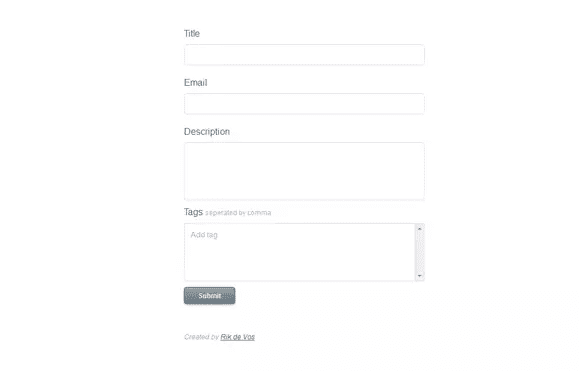 Title
Email
Description
Tags seperated by comma
Add tag
Submit
Created by Rik de Vos